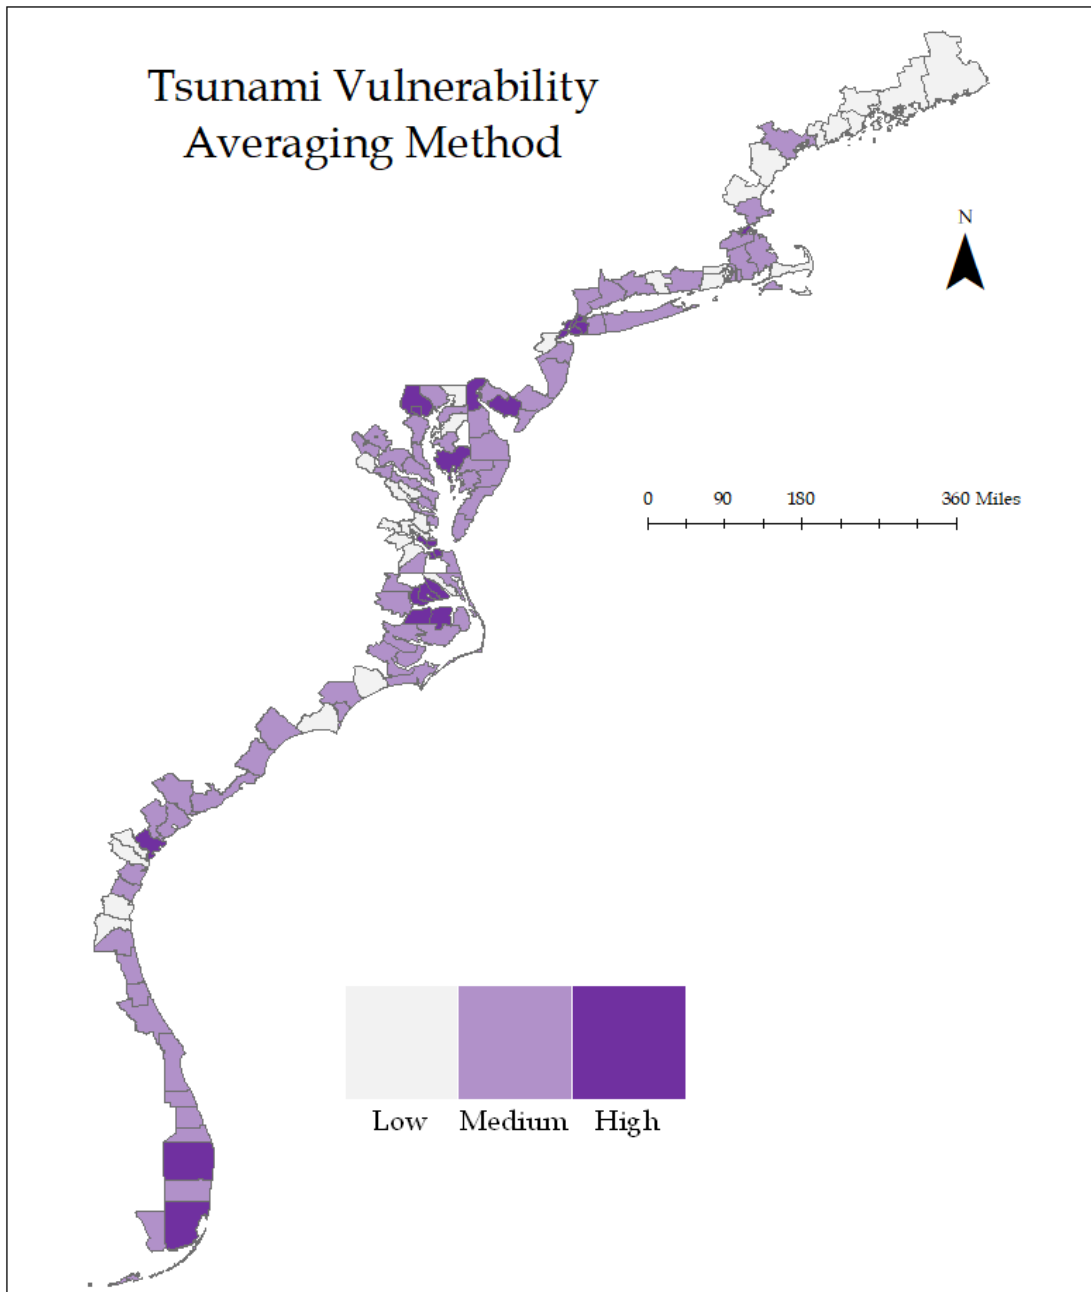 Tsunami Vulnerability
Averaging Method
N
0 90 180 360 Miles
Low Medium High